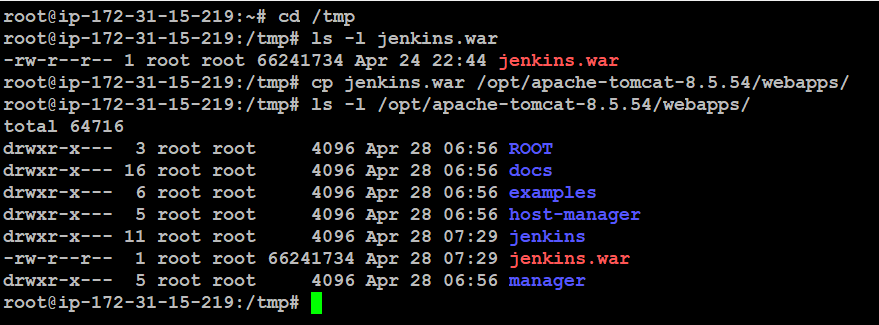 root@ip-172-31-15-219:~# cd /tmp
root@ip-172-31-15-219:/tmp# ls -l jenkins.war
-rw-r--r-- 1 root root 66241734 Apr 24 22:44 jenkins.war
root@ip-172-31-15-219:/tmp# cp jenkins.war /opt/apache-tomcat-8.5.54/webapps/
root@ip-172-31-15-219:/tmp# ls -l /opt/apache-tomcat-8.5.54/webapps/
total 64716
drwxr-x---  3 root root     4096 Apr 28 06:56 ROOT
drwxr-x--- 16 root root     4096 Apr 28 06:56 docs
drwxr-x---  6 root root     4096 Apr 28 06:56 examples
drwxr-x---  5 root root     4096 Apr 28 06:56 host-manager
drwxr-x--- 11 root root     4096 Apr 28 07:29 jenkins
-rw-r--r--  1 root root 66241734 Apr 28 07:29 jenkins.war
drwxr-x---  5 root root     4096 Apr 28 06:56 manager
root@ip-172-31-15-219:/tmp#